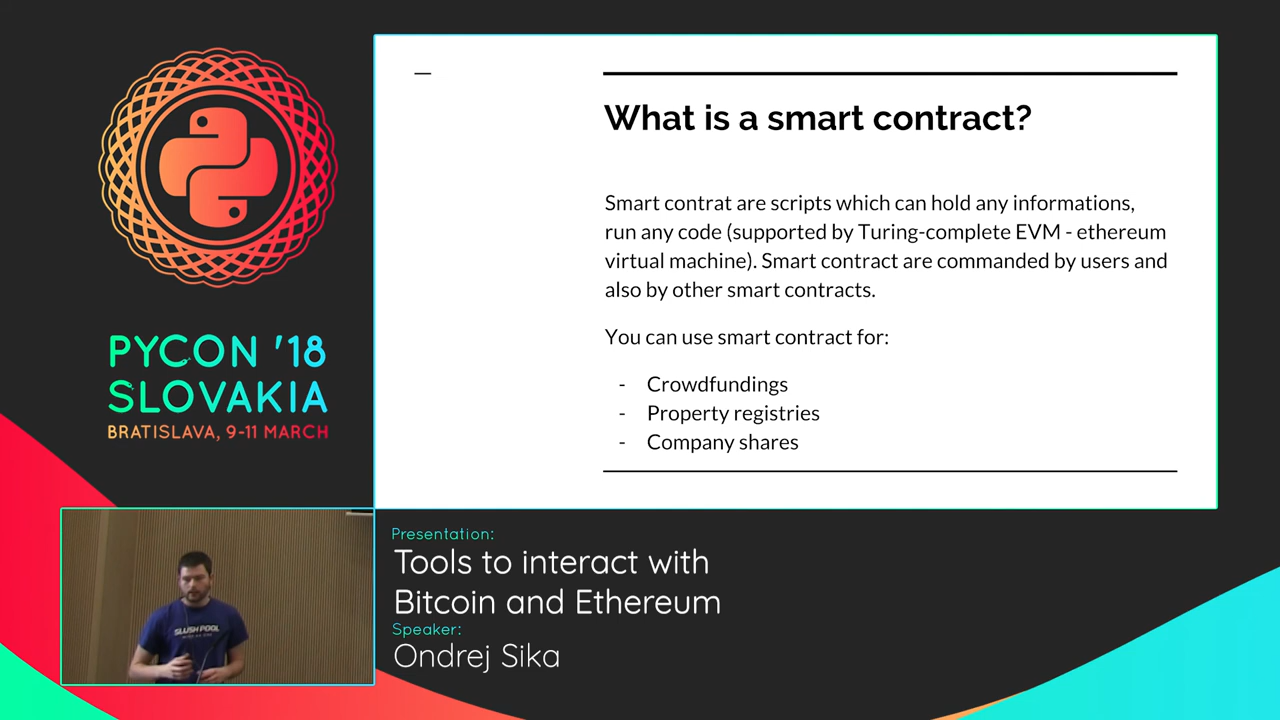 PYCON '18
SLOVAKIA
BRATISLAVA, 9-11 MARCH
What is a smart contract?
Smart contrat are scripts which can hold any informations,
run any code (supported by Turing-complete EVM - ethereum
virtual machine). Smart contract are commanded by users and
also by other smart contracts.
You can use smart contract for:
- Crowdfundings
- Property registries
- Company shares
SLUSH POOL
Presentation:
Tools to interact with
Bitcoin and Ethereum
Speaker:
Ondrej Sika